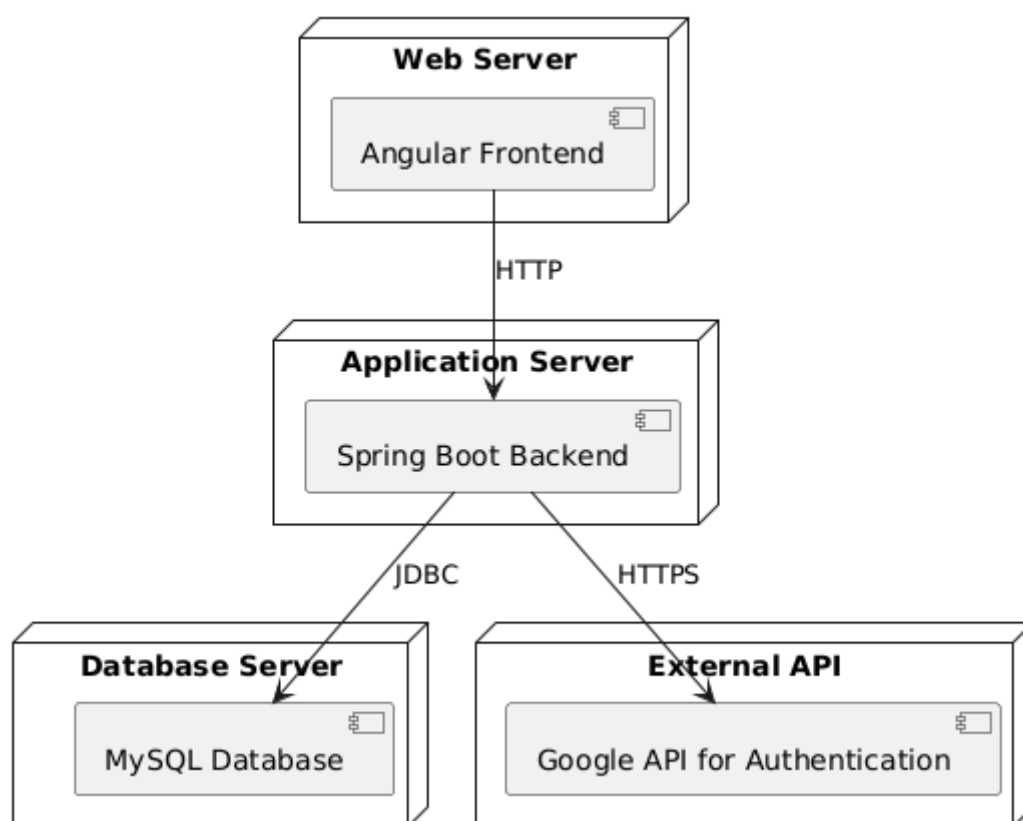 Web Server
Angular Frontend
HTTP
Application Server
Spring Boot Backend
JDBC
HTTPS
Database Server
MySQL Database
External API
Google API for Authentication